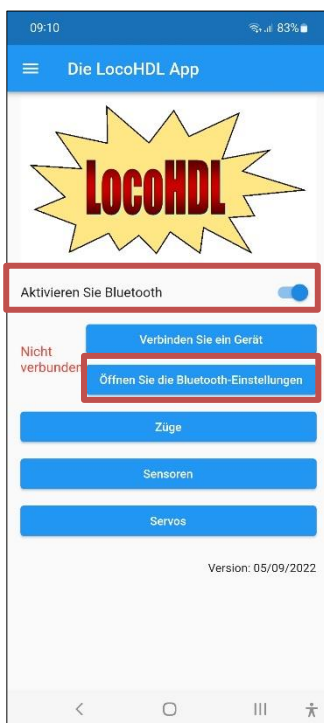 09:10
83%
Die LocoHDL App
LOCOHDL
Aktivieren Sie Bluetooth
Verbinden Sie ein Gerät
Nicht
verbunden
Öffnen Sie die Bluetooth-Einstellungen
Züge
Sensoren
Servos
Version: 05/09/2022